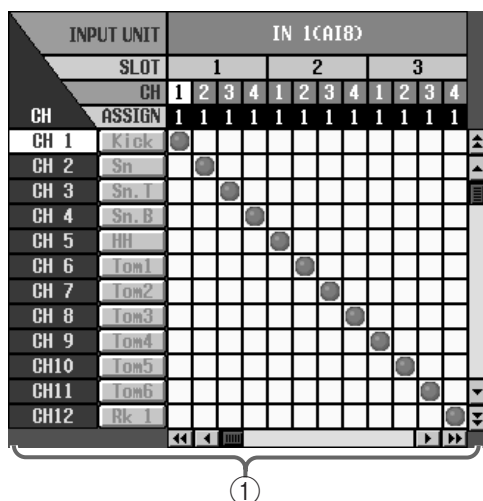 INPUT UNIT IN 1(AI8)
SLOT 1 2 3
CH 1 2 3 4 1 2 3 4 1 2 3 4
CH ASSIGN 1 1 1 1 1 1 1 1 1 1 1 1
CH 1 Kick
CH 2 Sn
CH 3 Sn.T
CH 4 Sn.B
CH 5 HH
CH 6 Tom1
CH 7 Tom2
CH 8 Tom3
CH 9 Tom4
CH10 Tom5
CH11 Tom6
CH12 Rk 1
①